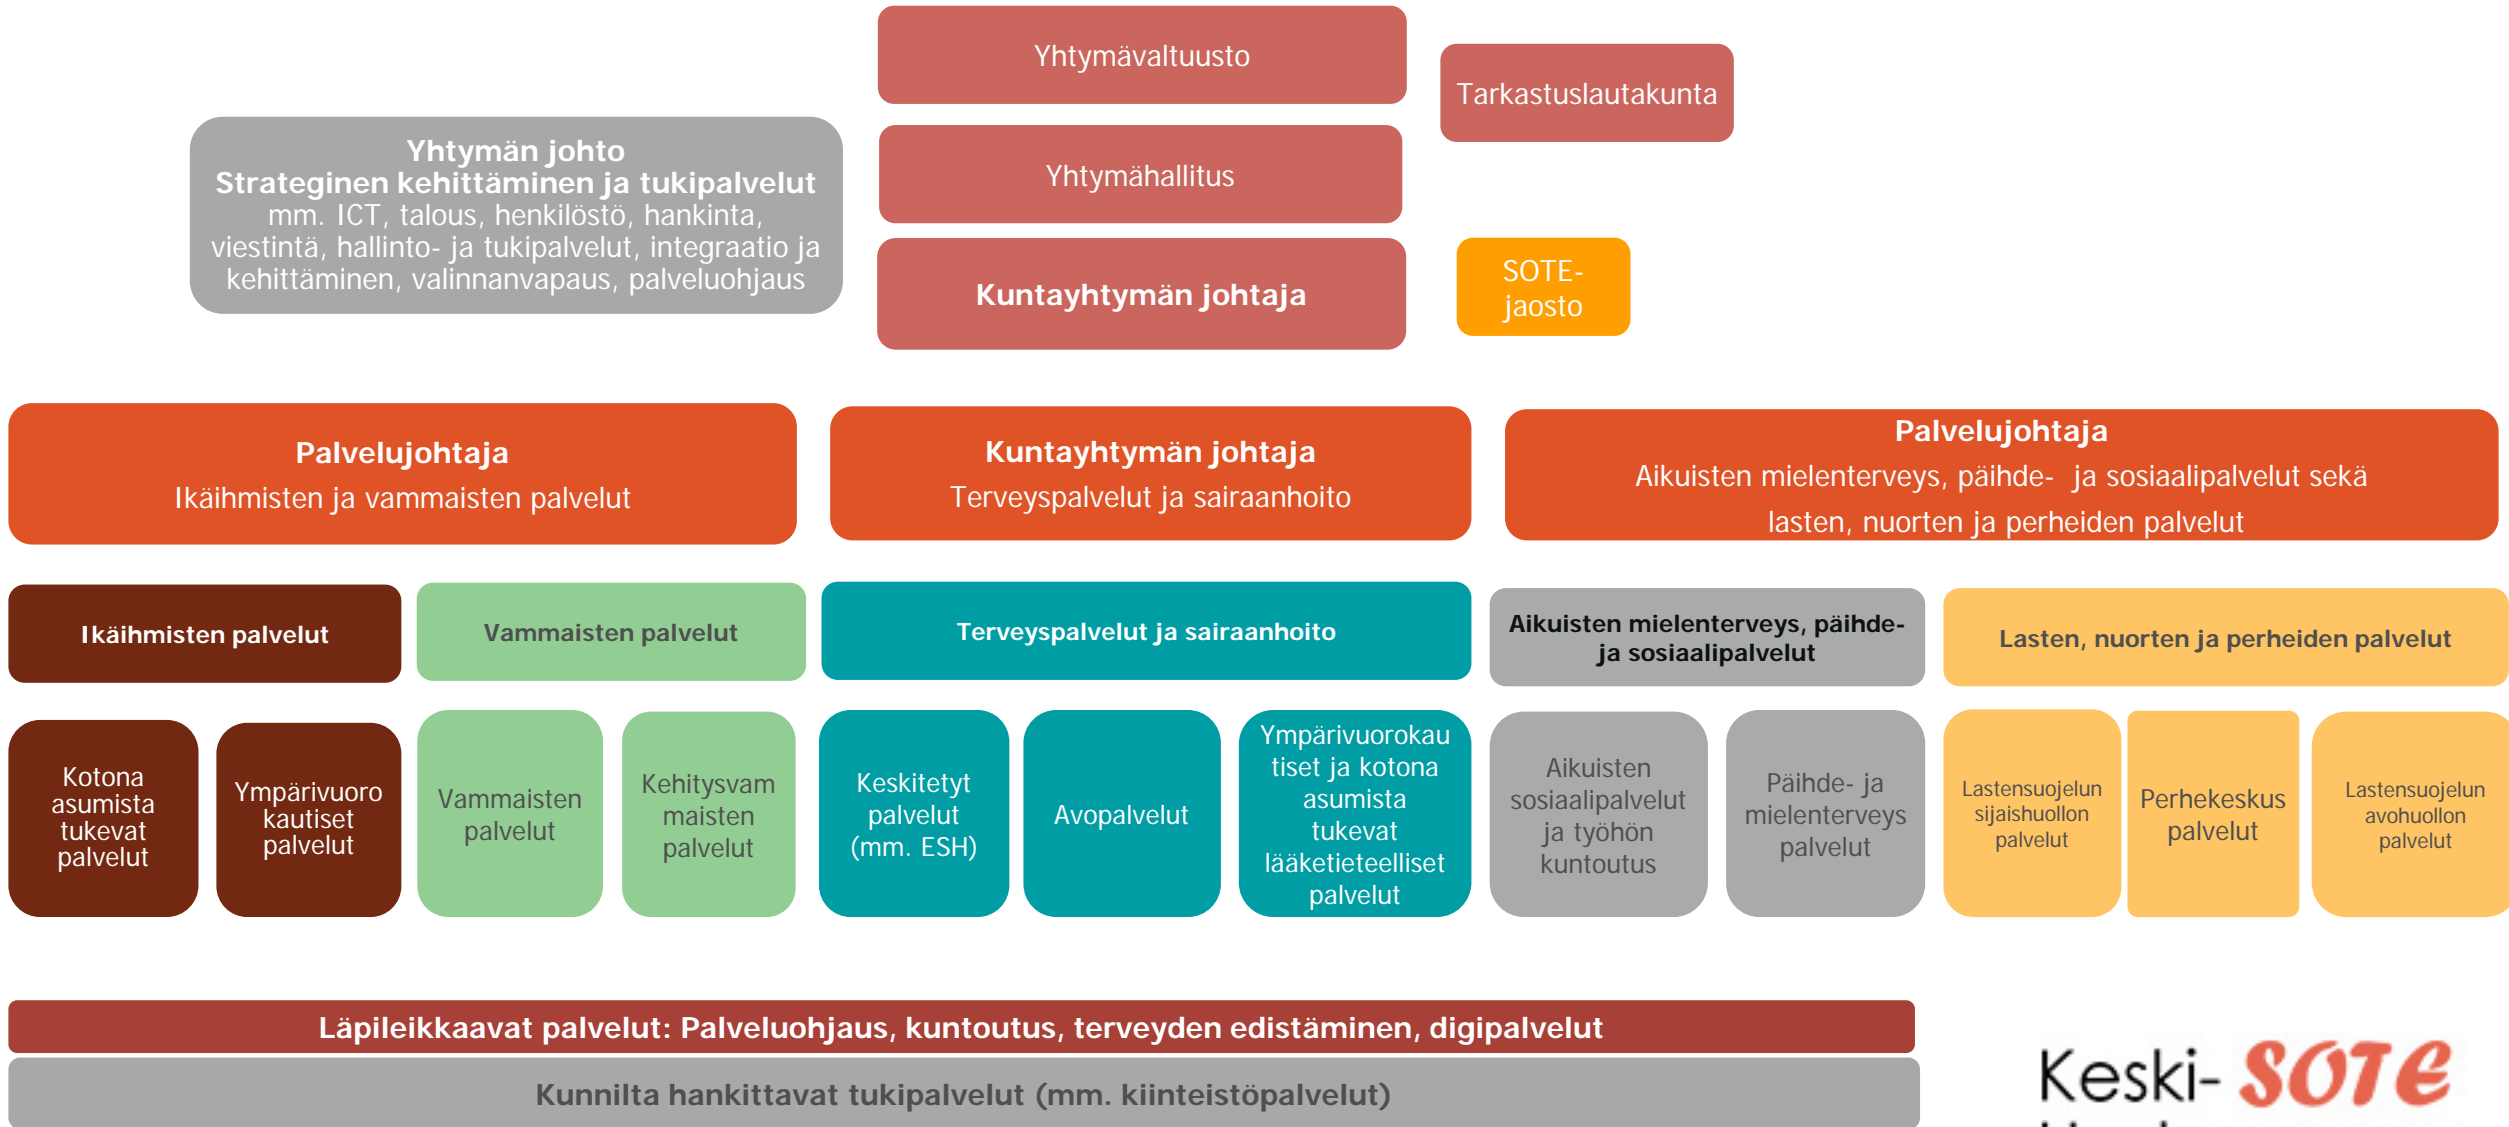 Yhtymävaltuusto
Tarkastuslautakunta
Yhtymän johto
Strateginen kehittäminen ja tukipalvelut
mm. ICT, talous, henkilöstö, hankinta,
viestintä, hallinto- ja tukipalvelut, integraatio ja
kehittäminen, valinnanvapaus, palveluohjaus
Yhtymähallitus
Kuntayhtymän johtaja
SOTE-
jaosto
Palvelujohtaja
Ikäihmisten ja vammaisten palvelut
Kuntayhtymän johtaja
Terveyspalvelut ja sairaanhoito
Palvelujohtaja
Aikuisten mielenterveys, päihde- ja sosiaalipalvelut sekä
lasten, nuorten ja perheiden palvelut
Ikäihmisten palvelut
Vammaisten palvelut
Terveyspalvelut ja sairaanhoito
Aikuisten mielenterveys, päihde-
ja sosiaalipalvelut
Lasten, nuorten ja perheiden palvelut
Kotona
asumista
tukevat
palvelut
Ympärivuoro
kautiset
palvelut
Vammaisten
palvelut
Kehitysvam
maisten
palvelut
Keskitetyt
palvelut
(mm. ESH)
Avopalvelut
Ympärivuorokau
tiset ja kotona
asumista
tukevat
lääketieteelliset
palvelut
Aikuisten
sosiaalipalvelut
ja työhön
kuntoutus
Päihde- ja
mielenterveys
palvelut
Lastensuojelun
sijaishuollon
palvelut
Perhekeskus
palvelut
Lastensuojelun
avohuollon
palvelut
Läpileikkaavat palvelut: Palveluohjaus, kuntoutus, terveyden edistäminen, digipalvelut
Kunnilta hankittavat tukipalvelut (mm. kiinteistöpalvelut)
Keski- SOTE